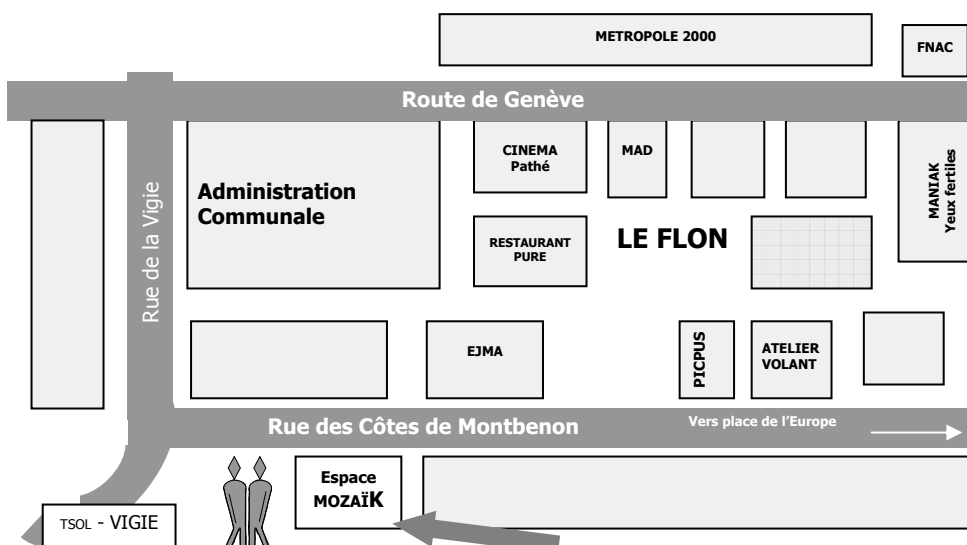 METROPOLE 2000
FNAC
Route de Genève
CINEMA
Pathé
MAD
MANIAK
Yeux fertiles
Administration
Communale
Rue de la Vigie
RESTAURANT
PURE
LE FLON
EJMA
PICPUS
ATELIER
VOLANT
Rue des Côtes de Montbenon
Vers place de l’Europe
Espace
MOZAÏK
TSOL - VIGIE